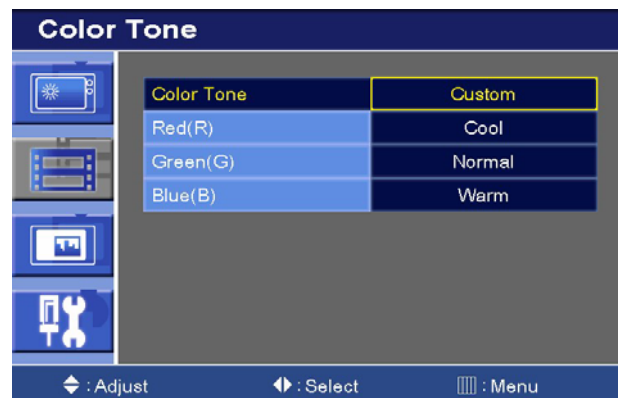 Color Tone
Color Tone Custom
Red(R) Cool
Green(G) Normal
Blue(B) Warm
: Adjust : Select : Menu